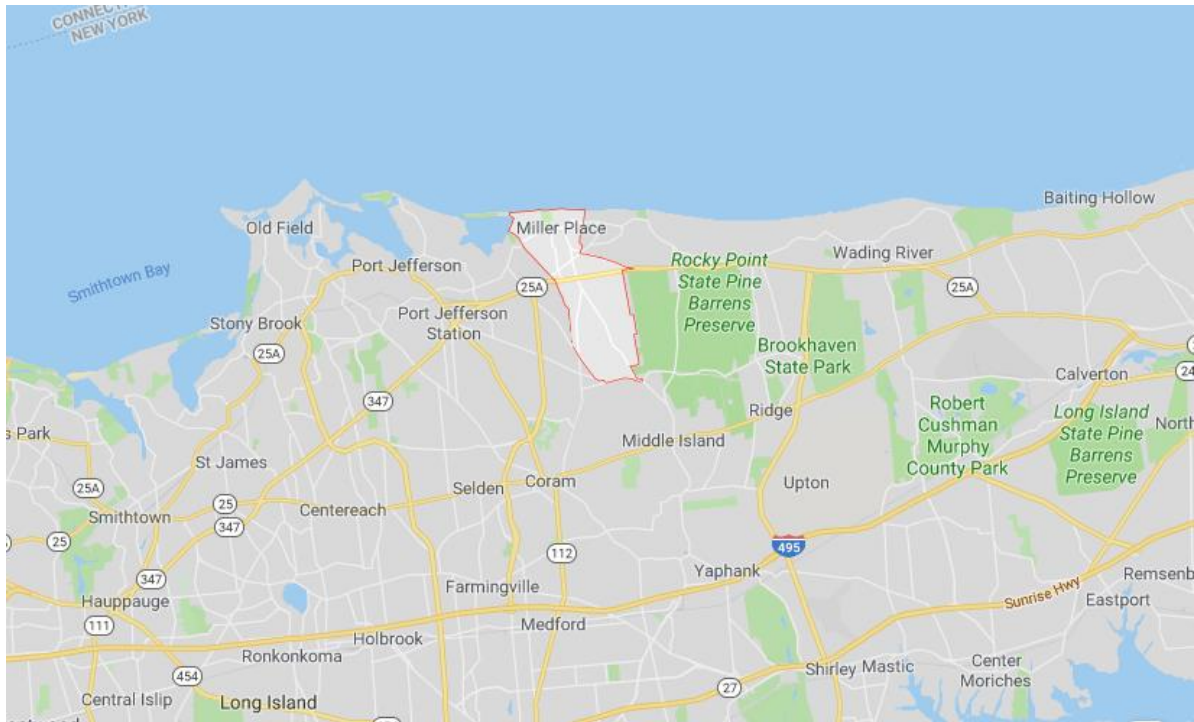 NEW YORK
Old Field
Miller Place
Baiting Hollow
Smithtown Bay
Port Jefferson
Rocky Point
State Pine
Barrens
Preserve
Wading River
25A
25A
Port Jefferson
Station
Stony Brook
25A
Brookhaven
State Park
Calverton
24
347
Ridge
Robert
Cushman
Murphy
County Park
Long Island
State Pine
Barrens
Preserve
North
s Park
Middle Island
St James
25A
Selden
Coram
Upton
25
Centereach
Smithtown
347
25
112
495
347
Yaphank
Hauppauge
Farmingville
Sunrise Hwy
Remsenb
Eastport
111
Medford
Holbrook
Ronkonkoma
Shirley
Mastic
Center
Moriches
454
27
Central Islip
Long Island